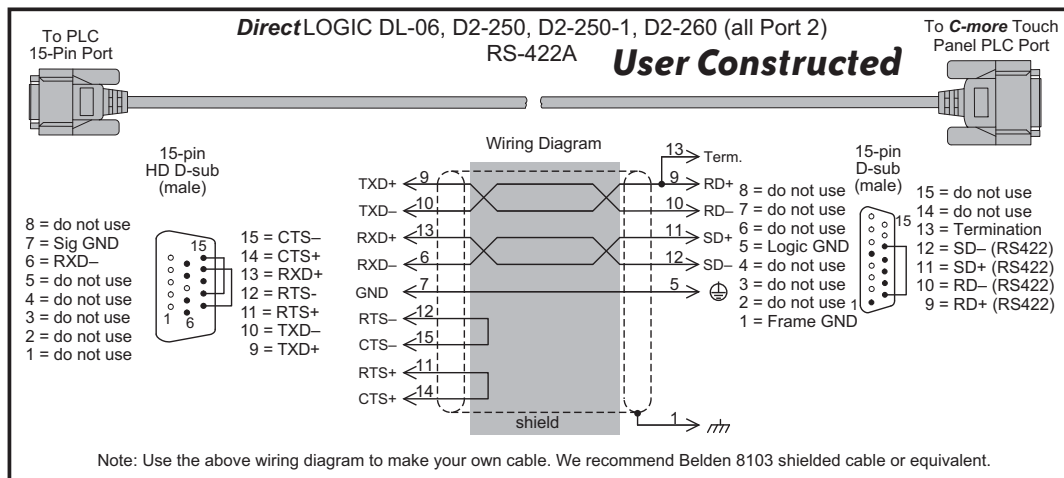 To PLC
15-Pin Port
DirectLOGIC DL-06, D2-250, D2-250-1, D2-260 (all Port 2)
RS-422A
User Constructed
To C-more Touch
Panel PLC Port
15-pin
HD D-sub
(male)
8 = do not use
7 = Sig GND
6 = RXD–
5 = do not use
4 = do not use
3 = do not use
2 = do not use
1 = do not use
15
1
6
15 = CTS–
14 = CTS+
13 = RXD+
12 = RTS-
11 = RTS+
10 = TXD–
9 = TXD+
Wiring Diagram
13 Term.
TXD+ 9 9 RD+
TXD– 10 10 RD–
RXD+ 13 11 SD+
RXD– 6 12 SD–
GND 7 5
RTS– 12
CTS– 15
RTS+ 11
CTS+ 14
shield
1
8 = do not use
7 = do not use
6 = do not use
5 = Logic GND
4 = do not use
3 = do not use
2 = do not use
1 = Frame GND
15-pin
D-sub
(male)
15
1
15 = do not use
14 = do not use
13 = Termination
12 = SD– (RS422)
11 = SD+ (RS422)
10 = RD– (RS422)
9 = RD+ (RS422)
Note: Use the above wiring diagram to make your own cable. We recommend Belden 8103 shielded cable or equivalent.